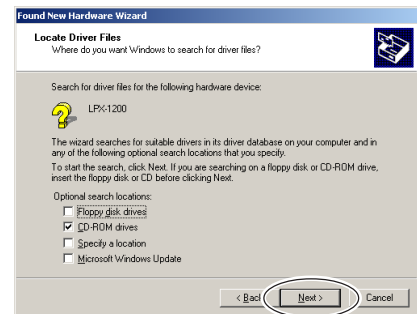 Found New Hardware Wizard
Locate Driver Files
Where do you want Windows to search for driver files?
Search for driver files for the following hardware device:
LPX-1200
The wizard searches for suitable drivers in its driver database on your computer and in
any of the following optional search locations that you specify.
To start the search, click Next. If you are searching on a floppy disk or CD-ROM drive,
insert the floppy disk or CD before clicking Next.
Optional search locations:
Floppy disk drives
CD-ROM drives
Specify a location
Microsoft Windows Update
< Back Next > Cancel